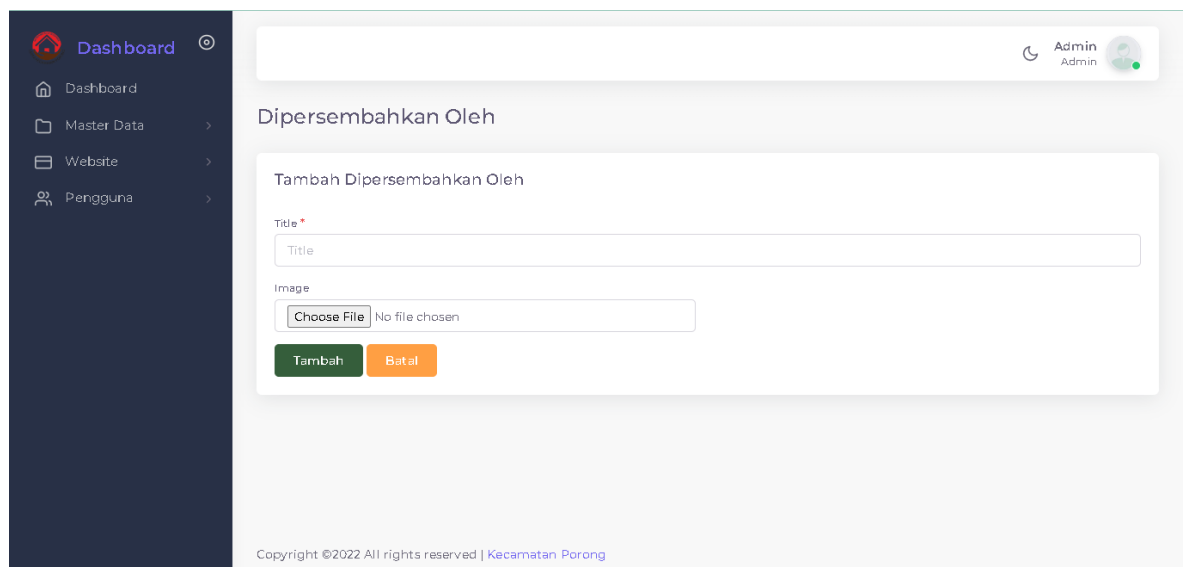 Dashboard
Admin
Admin
Dashboard
Master Data
Website
Pengguna
Dipersembahkan Oleh
Tambah Dipersembahkan Oleh
Title *
Title
Image
Choose File No file chosen
Tambah Batal
Copyright ©2022 All rights reserved | Kecamatan Porong